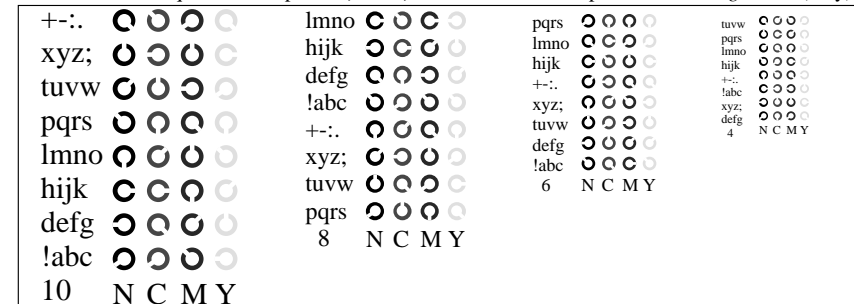 +-:.
xyz;
tuvw
pqrs
lmno
hijk
defg
!abc
10 N C M Y
lmno
hijk
defg
!abc
+-:.
xyz;
tuvw
pqrs
8 N C M Y
pqrs
lmno
hijk
+-:.
xyz;
tuvw
defg
!abc
6 N C M Y
tuvw
pqrs
lmno
hijk
+-:.
!abc
xyz;
defg
4 N C M Y